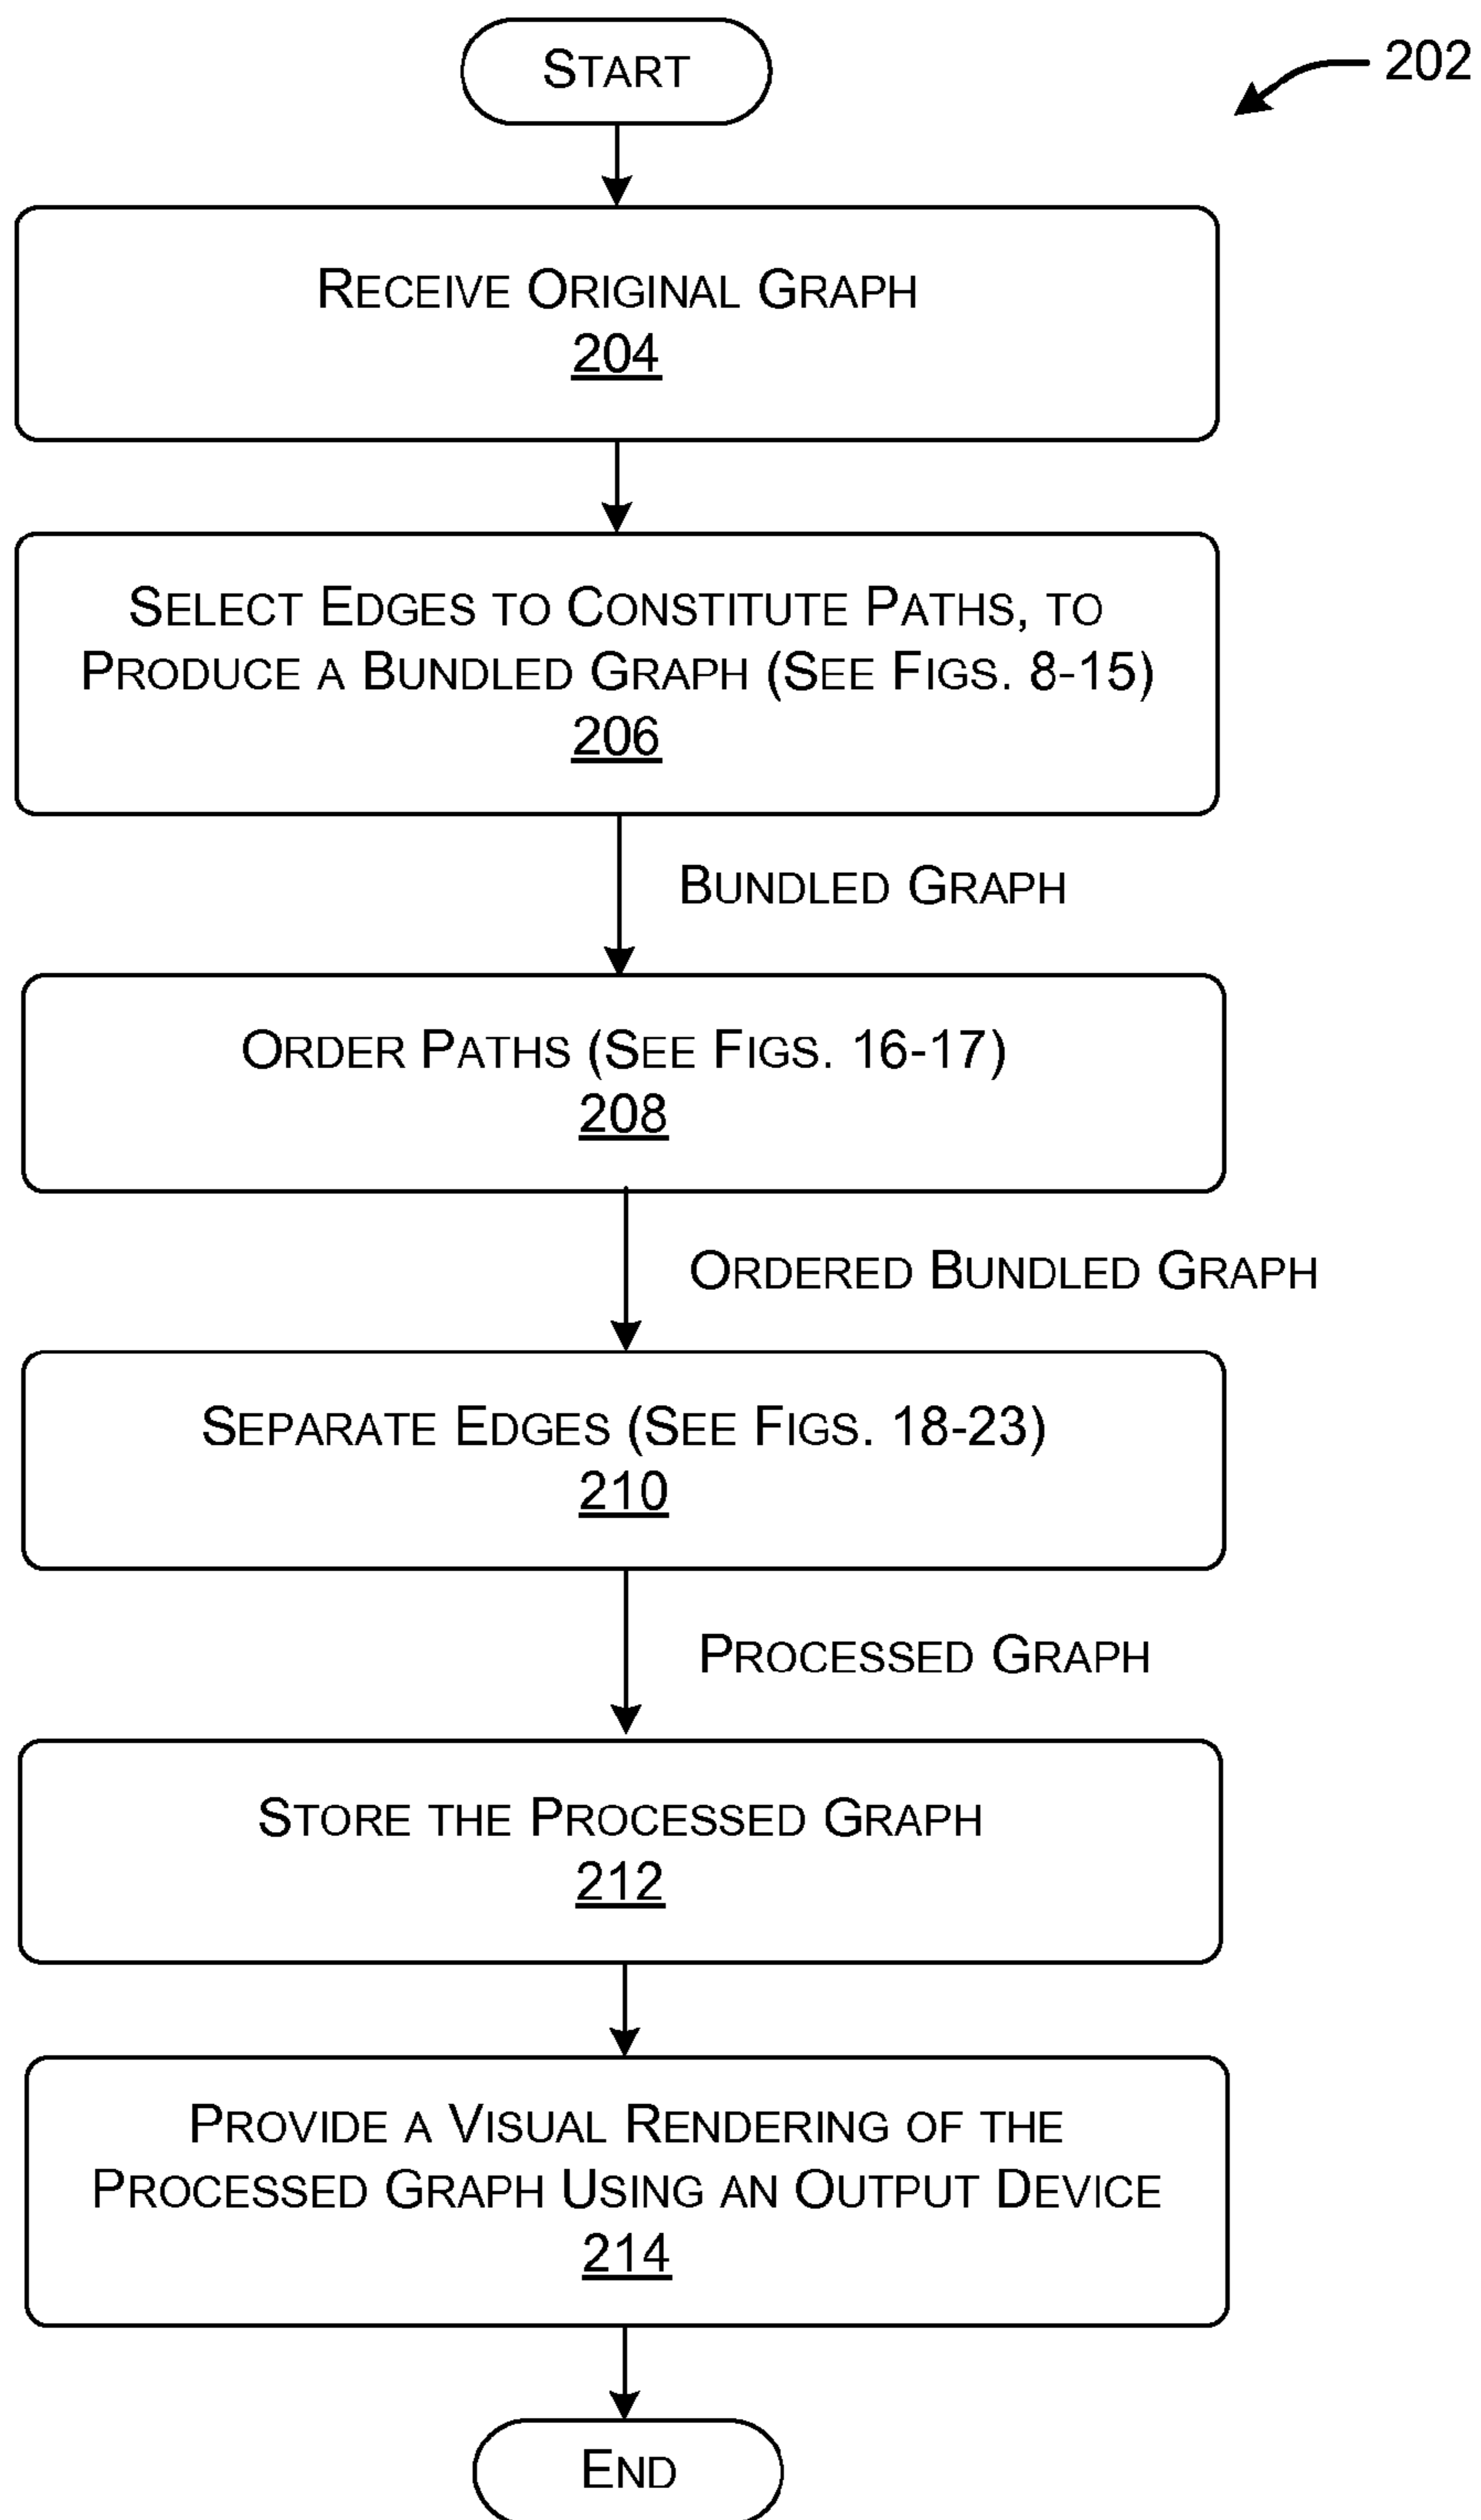 START
202
RECEIVE ORIGINAL GRAPH
204
SELECT EDGES TO CONSTITUTE PATHS, TO
PRODUCE A BUNDLED GRAPH (SEE FIGS. 8-15)
206
BUNDLED GRAPH
ORDER PATHS (SEE FIGS. 16-17)
208
ORDERED BUNDLED GRAPH
SEPARATE EDGES (SEE FIGS. 18-23)
210
PROCESSED GRAPH
STORE THE PROCESSED GRAPH
212
PROVIDE A VISUAL RENDERING OF THE
PROCESSED GRAPH USING AN OUTPUT DEVICE
214
END